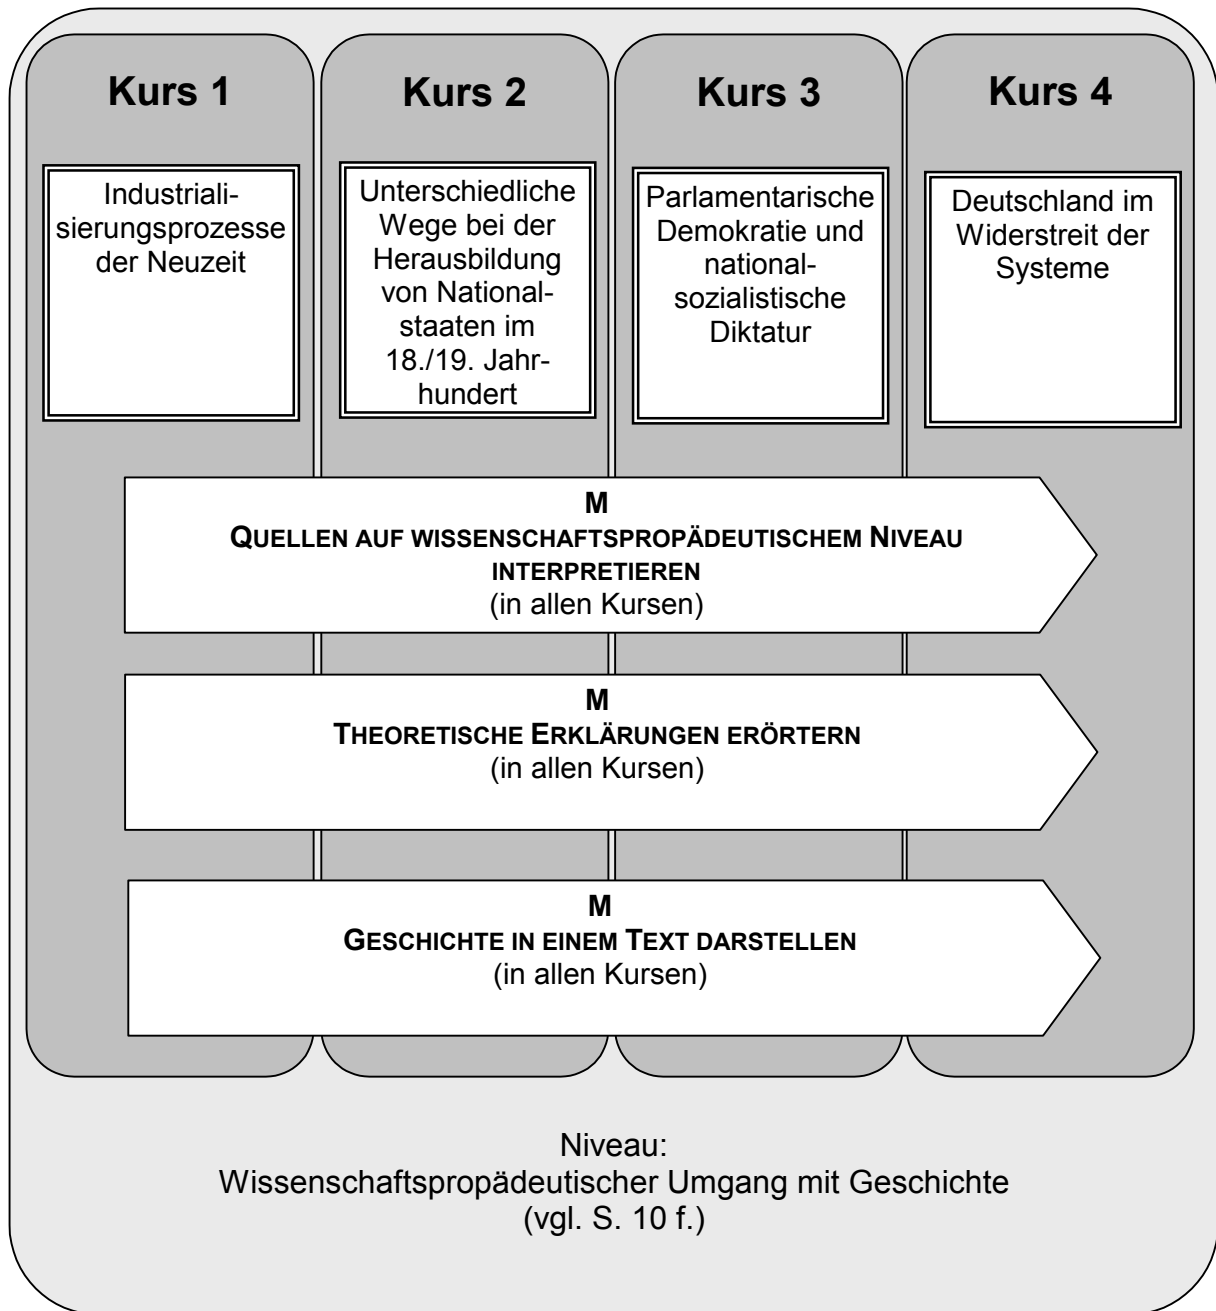 Kurs 1
Industriali-
sierungsprozesse
der Neuzeit
Kurs 2
Unterschiedliche
Wege bei der
Herausbildung
von National-
staaten im
18./19. Jahr-
hundert
Kurs 3
Parlamentarische
Demokratie und
national-
sozialistische
Diktatur
Kurs 4
Deutschland im
Widerstreit der
Systeme
M
QUELLEN AUF WISSENSCHAFTSPROPÄDEUTISCHEM NIVEAU
INTERPRETIEREN
(in allen Kursen)
M
THEORETISCHE ERKLÄRUNGEN ERÖRTERN
(in allen Kursen)
M
GESCHICHTE IN EINEM TEXT DARSTELLEN
(in allen Kursen)
Niveau:
Wissenschaftspropädeutischer Umgang mit Geschichte
(vgl. S. 10 f.)